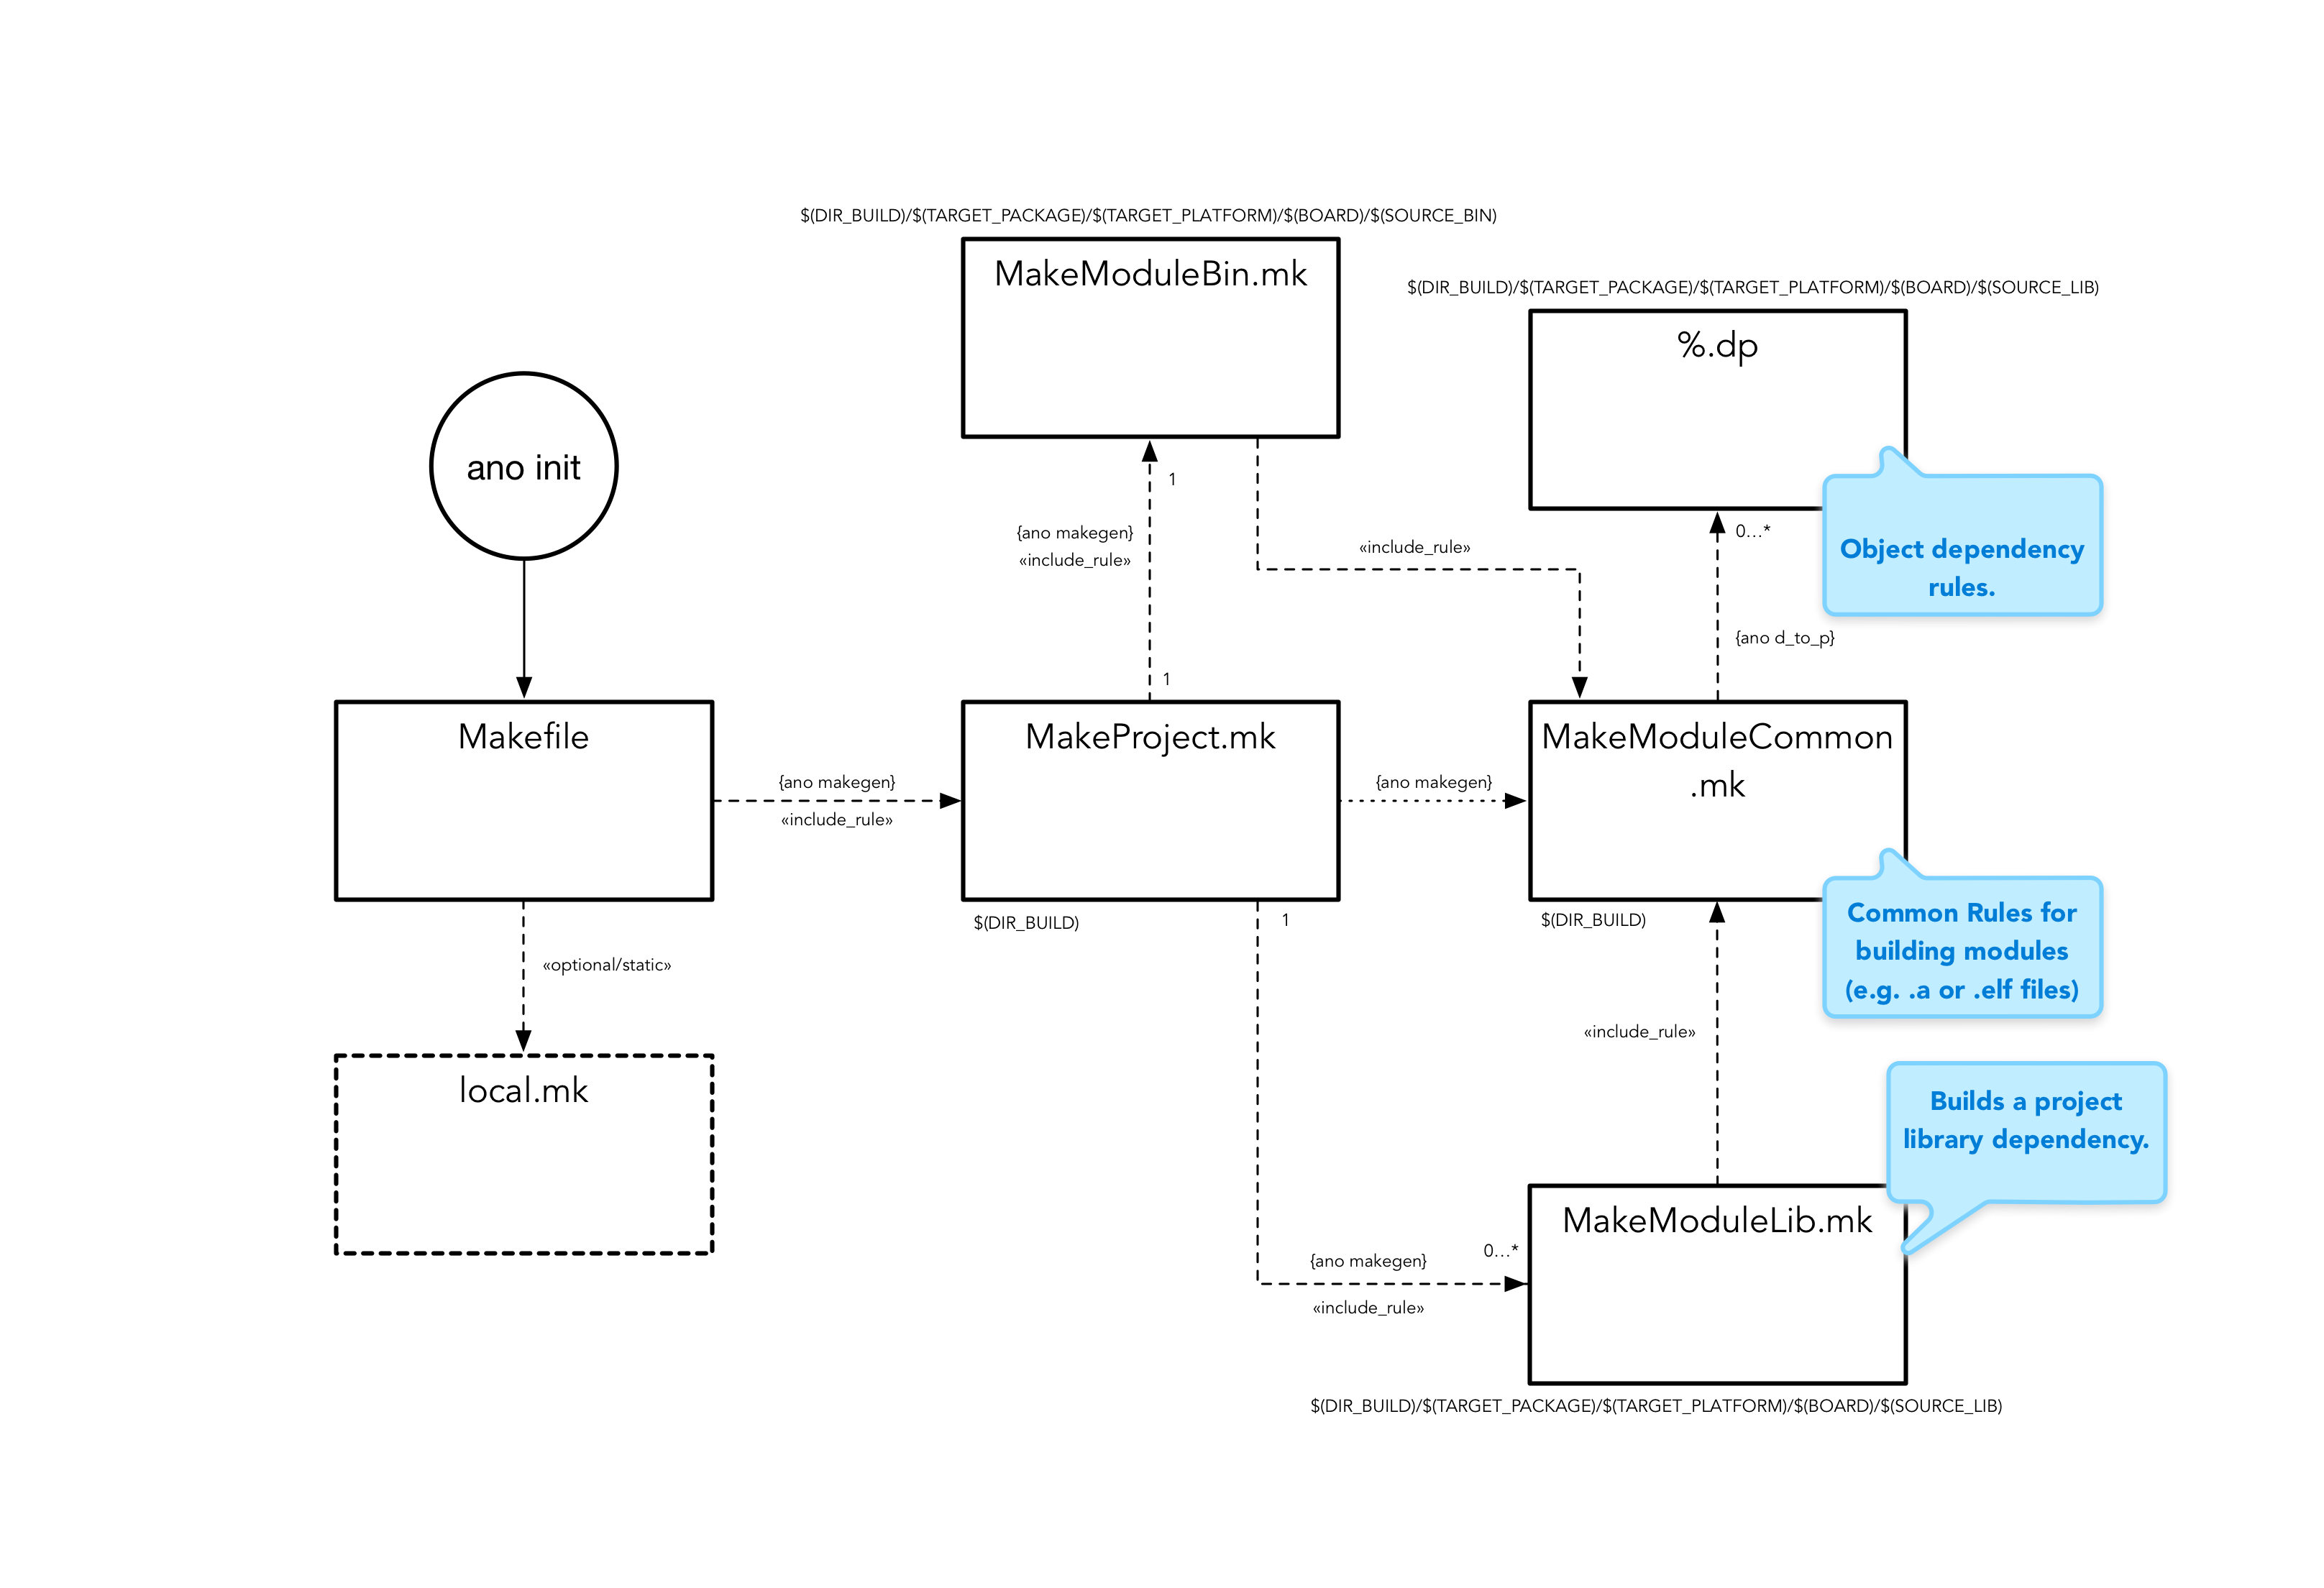 $(DIR_BUILD)/$(TARGET_PACKAGE)/$(TARGET_PLATFORM)/$(BOARD)/$(SOURCE_BIN)
MakeModuleBin.mk
$(DIR_BUILD)/$(TARGET_PACKAGE)/$(TARGET_PLATFORM)/$(BOARD)/$(SOURCE_LIB)
%.dp
ano init
1
{ano makegen}
«include_rule»
«include_rule»
0...*
Object dependency
rules.
{ano d_to_p}
1
Makefile
MakeProject.mk
MakeModuleCommon
.mk
{ano makegen}
«include_rule»
{ano makegen}
$(DIR_BUILD)
1
$(DIR_BUILD)
Common Rules for
building modules
(e.g. .a or .elf files)
«optional/static»
«include_rule»
local.mk
Builds a project
library dependency.
MakeModuleLib.mk
0...*
{ano makegen}
«include_rule»
$(DIR_BUILD)/$(TARGET_PACKAGE)/$(TARGET_PLATFORM)/$(BOARD)/$(SOURCE_LIB)